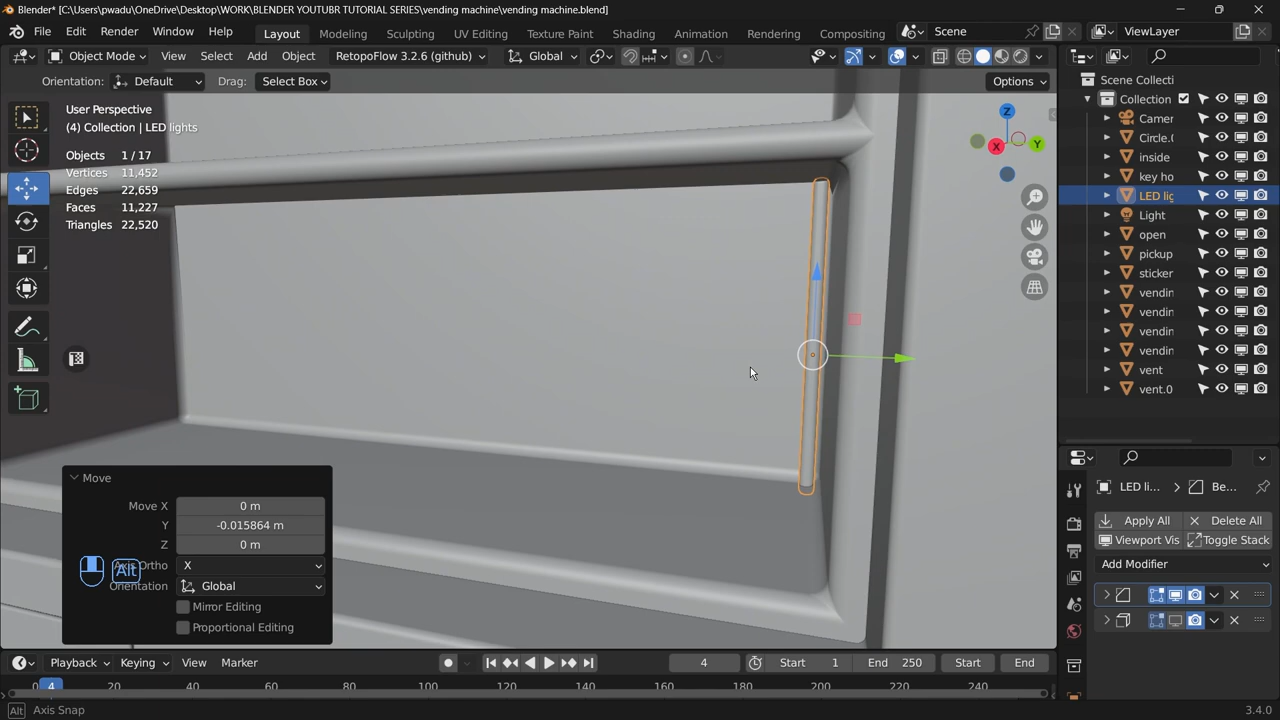 Blender* [C:\Users\pwadu\OneDrive\Desktop\WORK\BLENDER YOUTUBR TUTORIAL SERIES\vending machine\vending machine.blend]
File Edit Render Window Help Layout Modeling Sculpting UV Editing Texture Paint Shading Animation Rendering Compositing Scene ViewLayer
Object Mode View Select Add Object RetopoFlow 3.2.6 (github) Global
Orientation: Default Drag: Select Box Options
User Perspective
(4) Collection | LED lights
Objects 1 / 17
Vertices 11,452
Edges 22,659
Faces 11,227
Triangles 22,520
Z
X
Y
Scene Collecti
Collection
Camer
Circle.(
inside
key ho
LED lig
Light
open
pickup
sticker
vendin
vendin
vendin
vendin
vent
vent.0
Move
Move X 0 m
Y -0.015864 m
Z 0 m
Axis Ortho X
Orientation Global
Mirror Editing
Proportional Editing
Alt
LED li... > Be...
Apply All Delete All
Viewport Vis Toggle Stack
Add Modifier
Playback Keying View Marker 4 Start 1 End 250 Start End
0 4 20 40 60 80 100 120 140 160 180 200 220 240
Alt Axis Snap 3.4.0